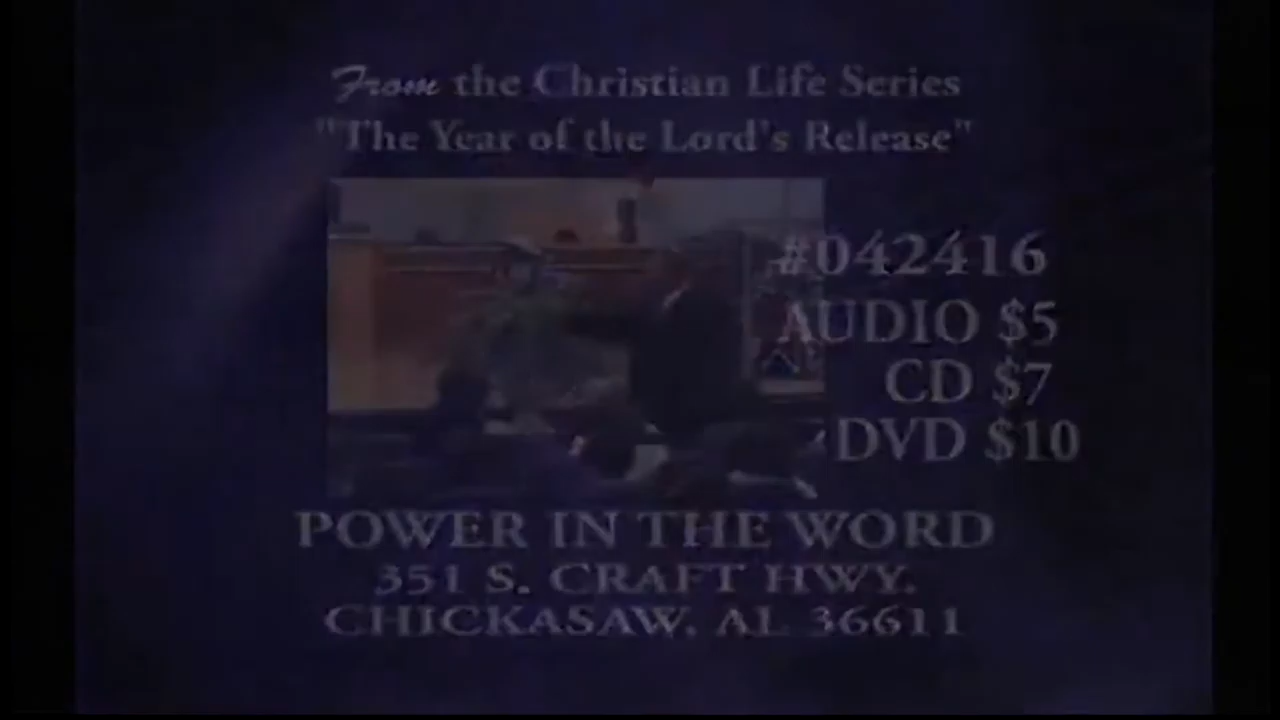 From the Christian Life Series
"The Year of the Lord's Release"
#042416
AUDIO $5
CD $7
DVD $10
POWER IN THE WORD
351 S. CRAFT HWY.
CHICKASAW, AL 36611